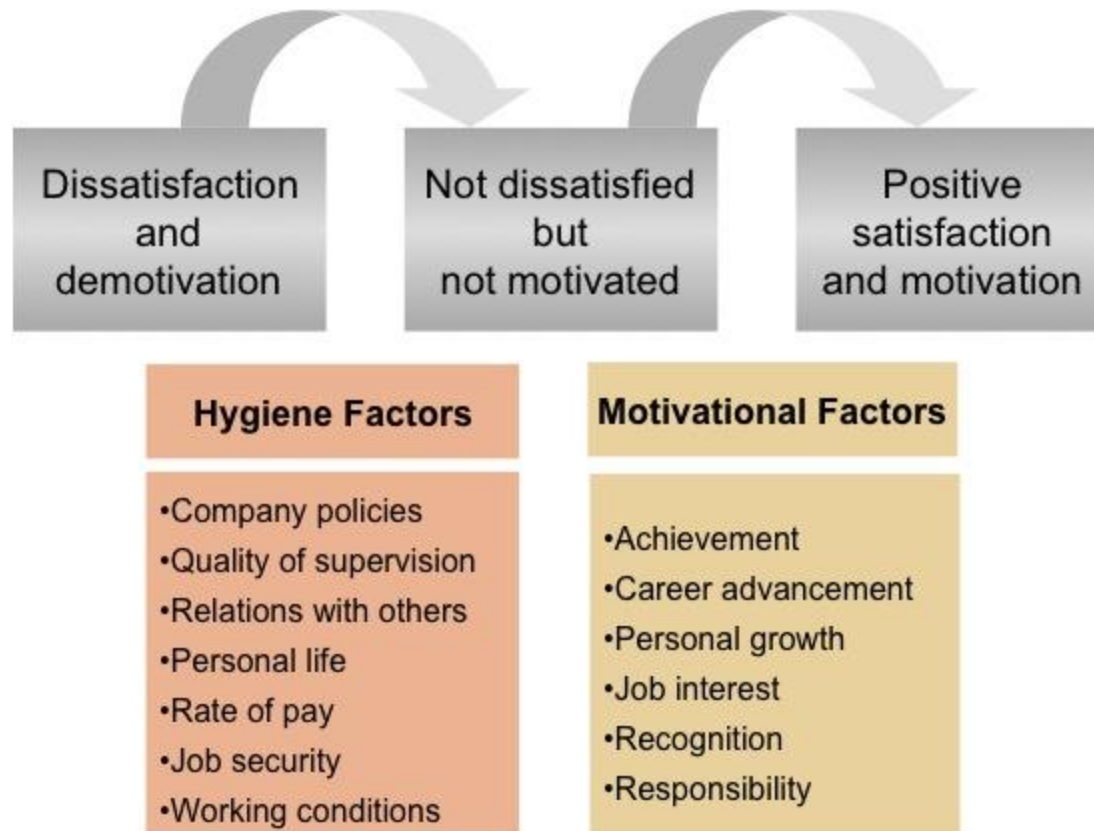 Dissatisfaction
and
demotivation
Not dissatisfied
but
not motivated
Positive
satisfaction
and motivation
Hygiene Factors
•Company policies
•Quality of supervision
•Relations with others
•Personal life
•Rate of pay
•Job security
•Working conditions
Motivational Factors
•Achievement
•Career advancement
•Personal growth
•Job interest
•Recognition
•Responsibility